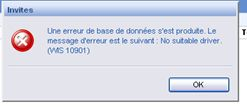 Invites
Une erreur de base de données s'est produite. Le
message d'erreur est le suivant : No suitable driver.
(WIS 10901)
OK
T